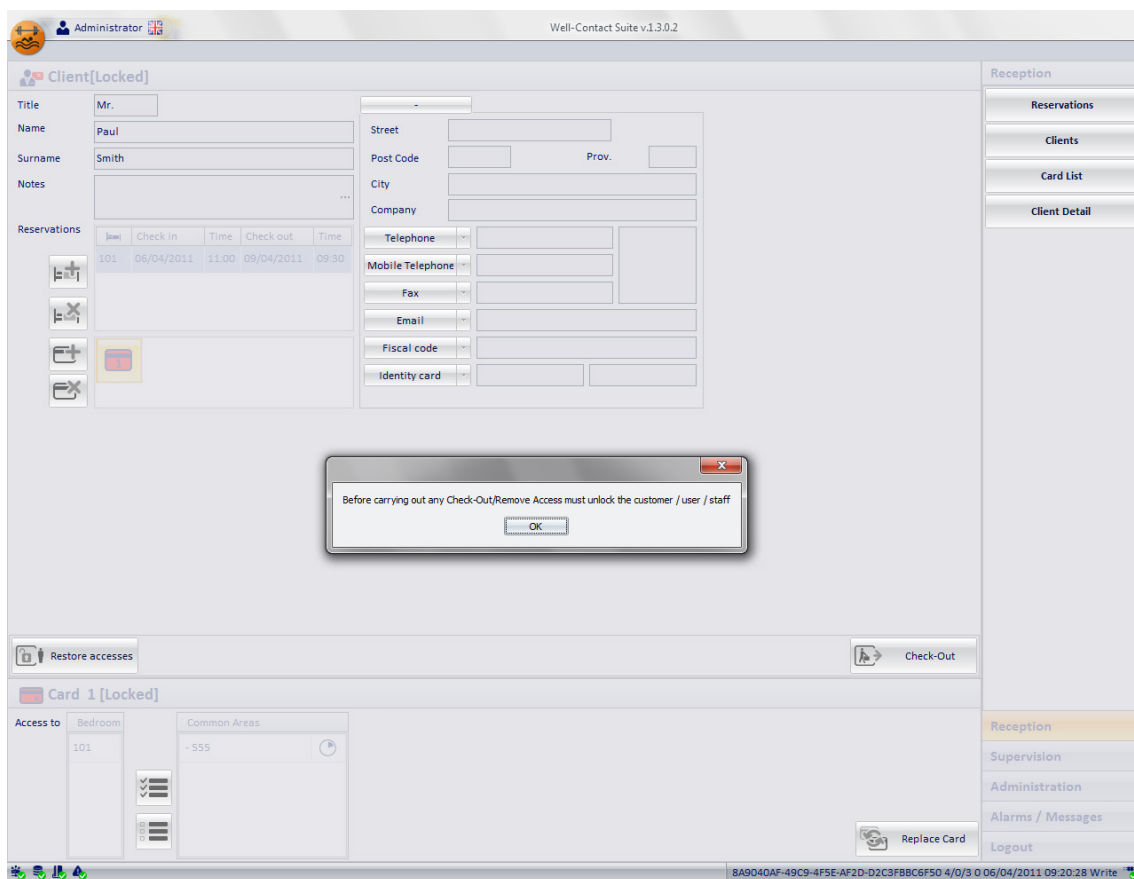 Administrator
Well-Contact Suite v.1.3.0.2
Client[Locked]
Title Mr.
Name Paul
Surname Smith
Notes
...
Reservations
Check in Time Check out Time
101 06/04/2011 11:00 09/04/2011 09:30
1
-
Street
Post Code Prov.
City
Company
Telephone
Mobile Telephone
Fax
Email
Fiscal code
Identity card
Reception
Reservations
Clients
Card List
Client Detail
Before carrying out any Check-Out/Remove Access must unlock the customer / user / staff
OK
Restore accesses
Check-Out
Card 1 [Locked]
Access to Bedroom Common Areas
101 - 555
Replace Card
Reception
Supervision
Administration
Alarms / Messages
Logout
8A9040AF-49C9-4F5E-AF2D-D2C3FBBC6F50 4/0/3 0 06/04/2011 09:20:28 Write